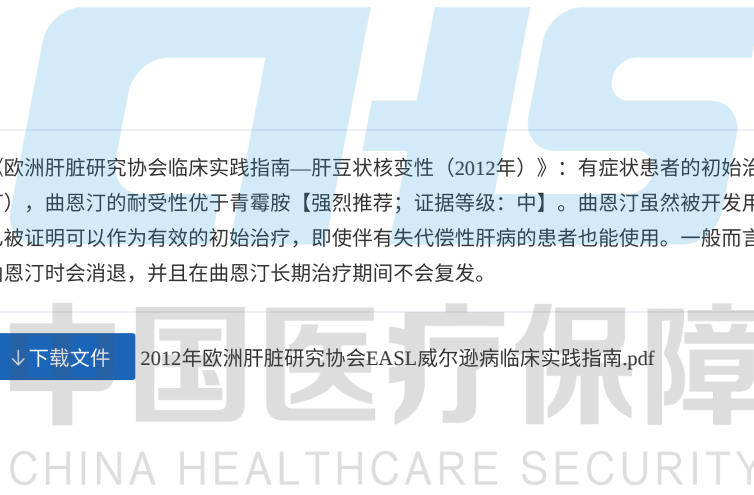 《欧洲肝脏研究协会临床实践指南—肝豆状核变性（2012年）》：有症状患者的初始治
），曲恩汀的耐受性优于青霉胺【强烈推荐；证据等级：中】。曲恩汀虽然被开发用
被证明可以作为有效的初始治疗，即使伴有失代偿性肝病的患者也能使用。一般而言
恩汀时会消退，并且在曲恩汀长期治疗期间不会复发。
↓下载文件 2012年欧洲肝脏研究协会EASL威尔逊病临床实践指南.pdf
中国医疗保障
CHINA HEALTHCARE SECURITY